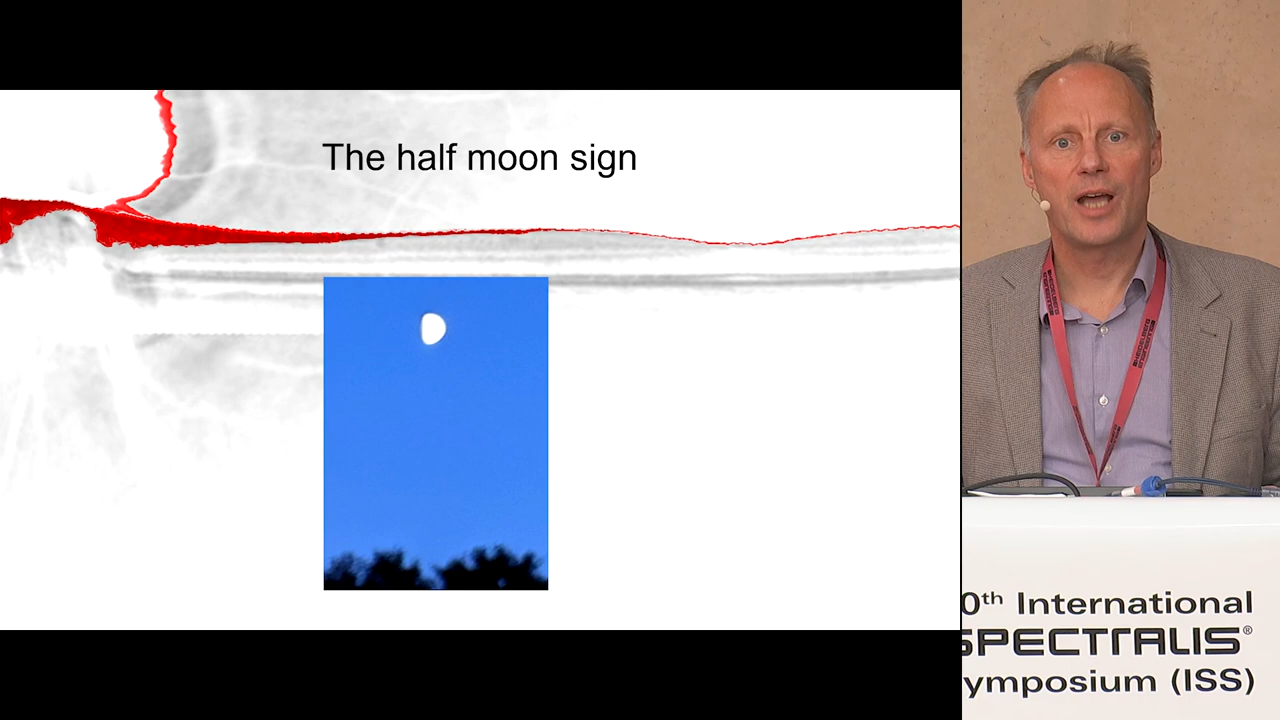 The half moon sign
0th International
SPECTRALIS®
ymposium (ISS)